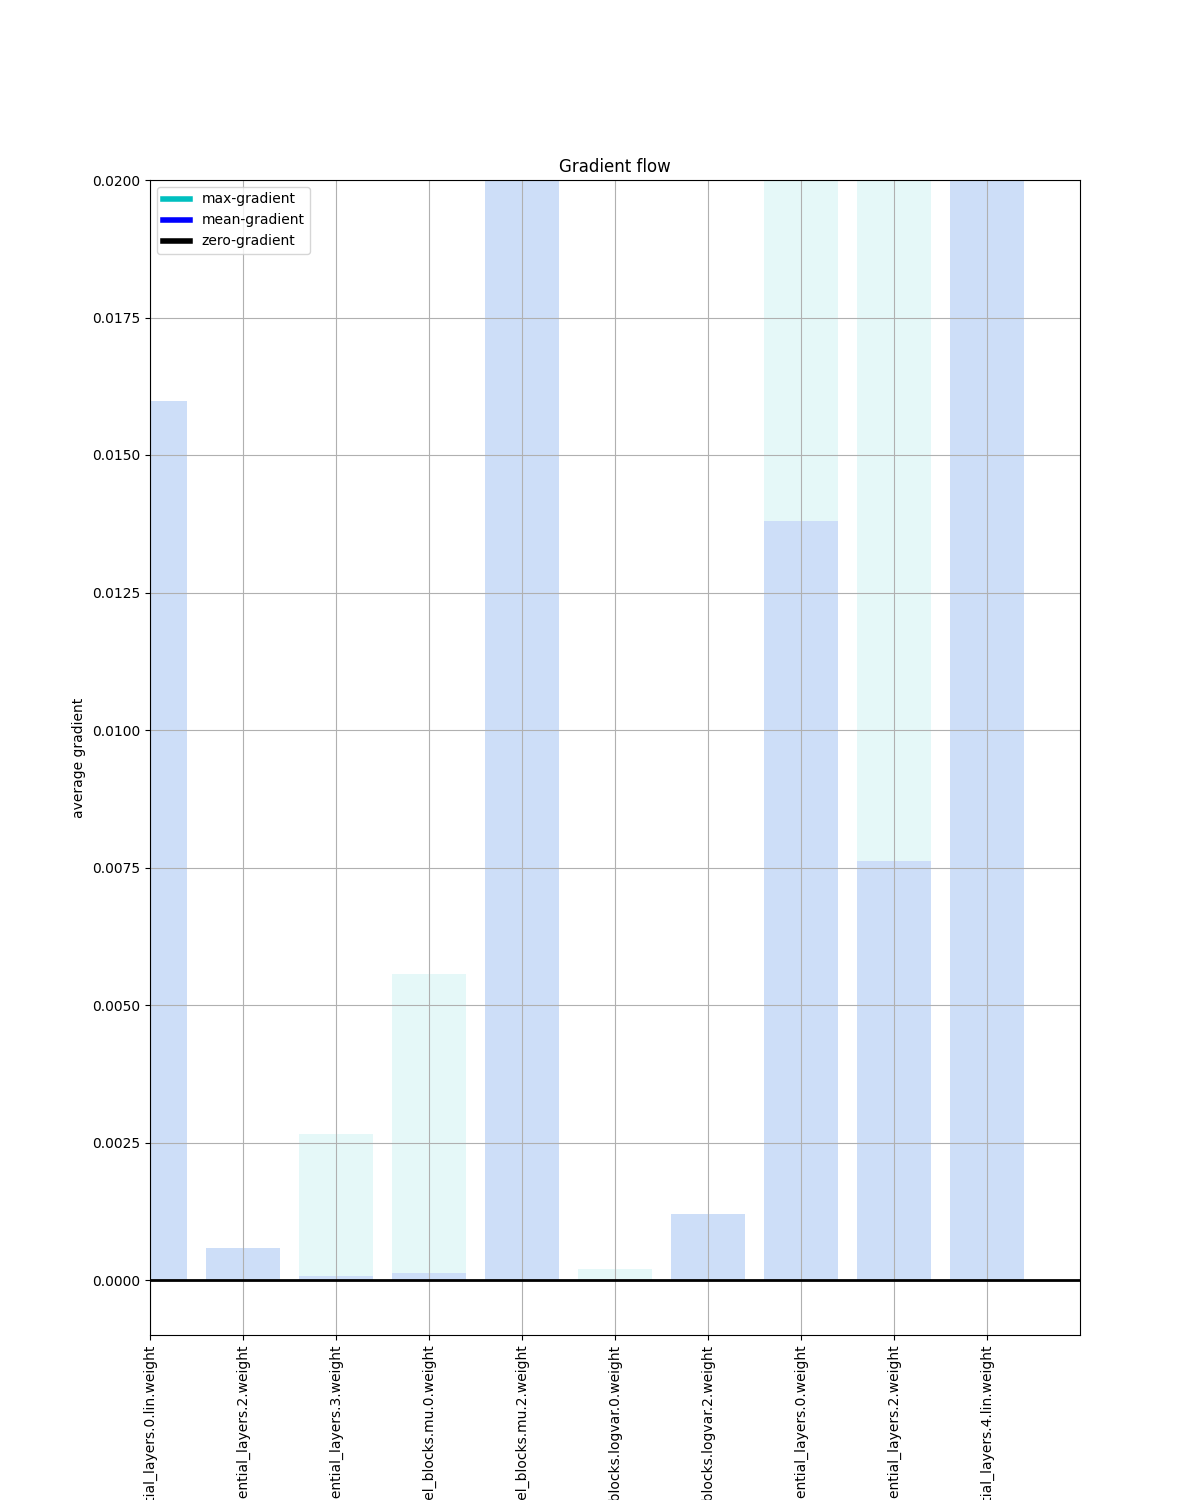 Gradient flow
max-gradient
mean-gradient
zero-gradient
0.0200
0.0175
0.0150
0.0125
0.0100
0.0075
0.0050
0.0025
0.0000
average gradient
tial_layers.0.lin.weight
ential_layers.2.weight
ential_layers.3.weight
el_blocks.mu.0.weight
el_blocks.mu.2.weight
blocks.logvar.0.weight
blocks.logvar.2.weight
ential_layers.0.weight
ential_layers.2.weight
tial_layers.4.lin.weight